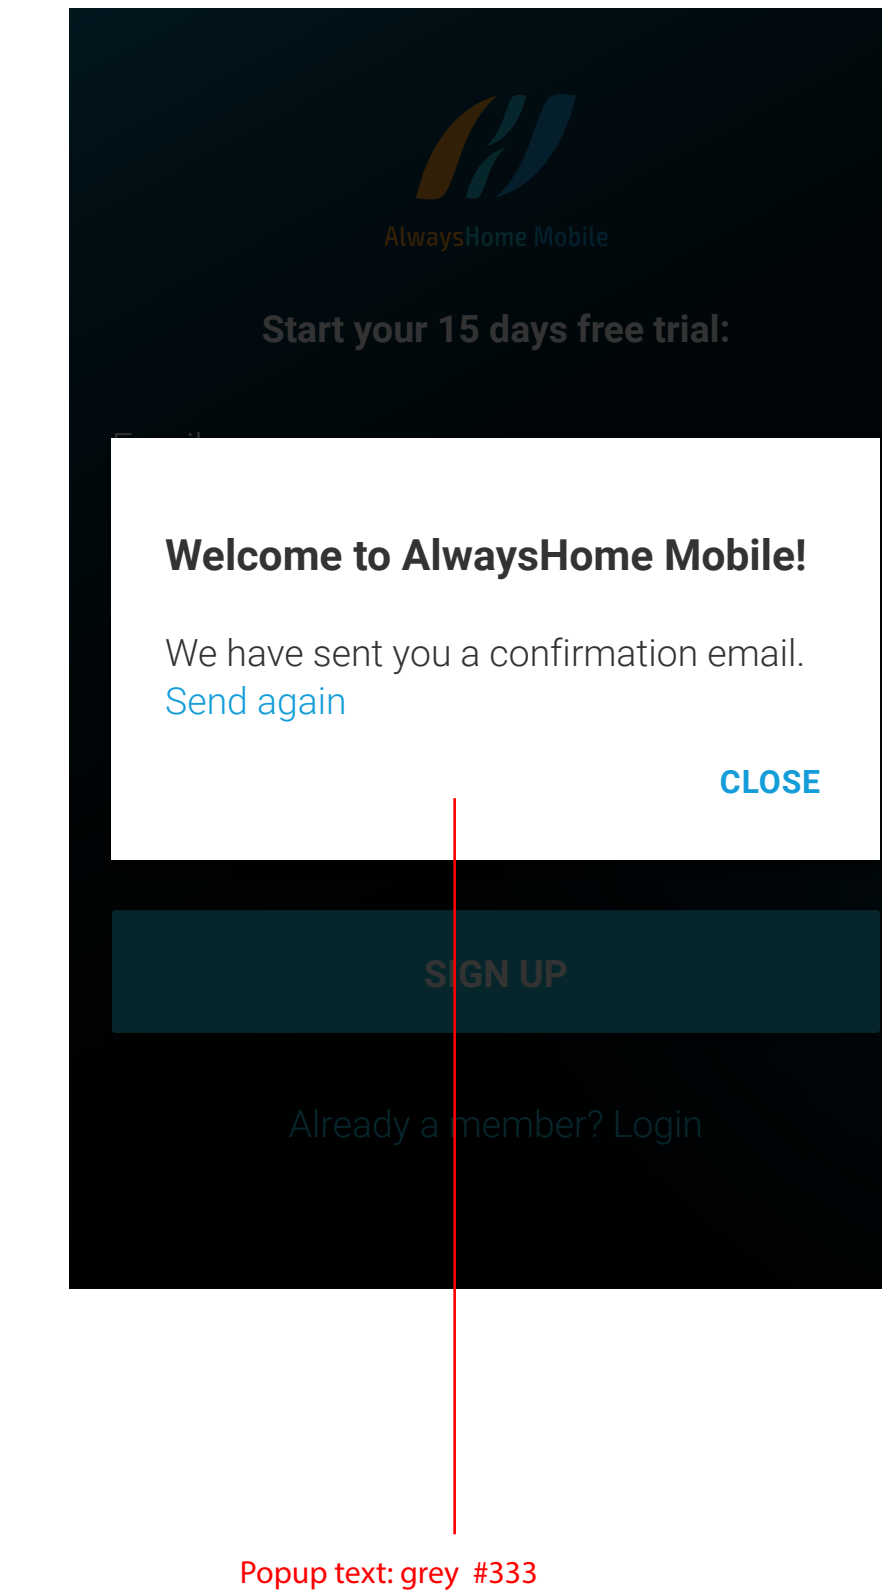 AlwaysHome Mobile
Start your 15 days free trial:
Welcome to AlwaysHome Mobile!
We have sent you a confirmation email.
Send again
CLOSE
SIGN UP
Already a member? Login
Popup text: grey #333